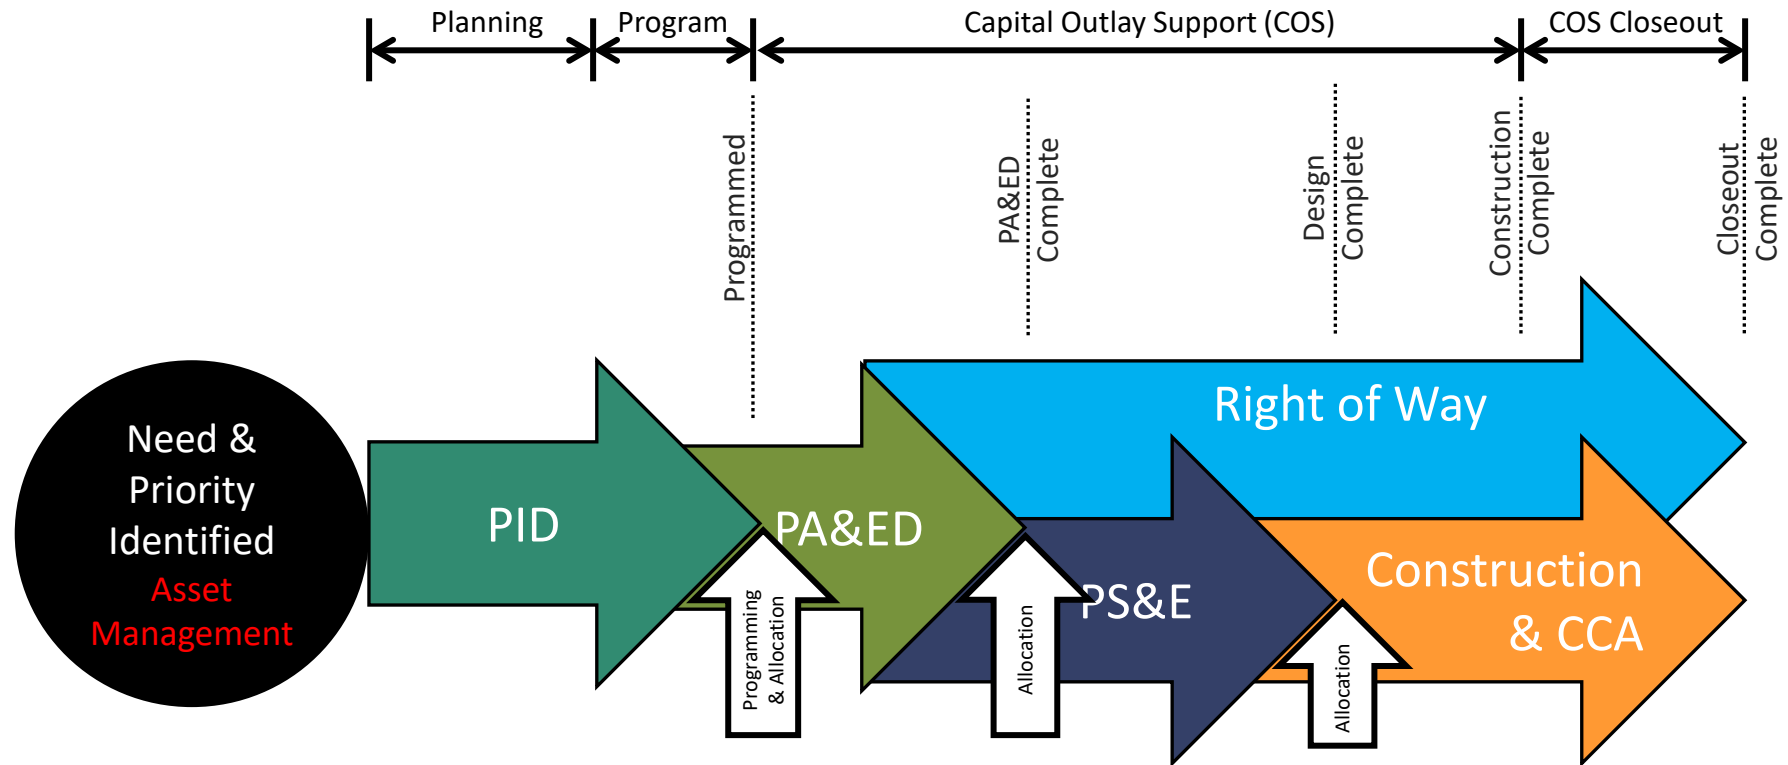 Planning
Program
Capital Outlay Support (COS)
COS Closeout
Programmed
PA&ED
Complete
Design
Complete
Construction
Complete
Closeout
Complete
Need &
Priority
Identified
Asset
Management
PID
PA&ED
Right of Way
PS&E
Construction
& CCA
Programming
& Allocation
Allocation
Allocation